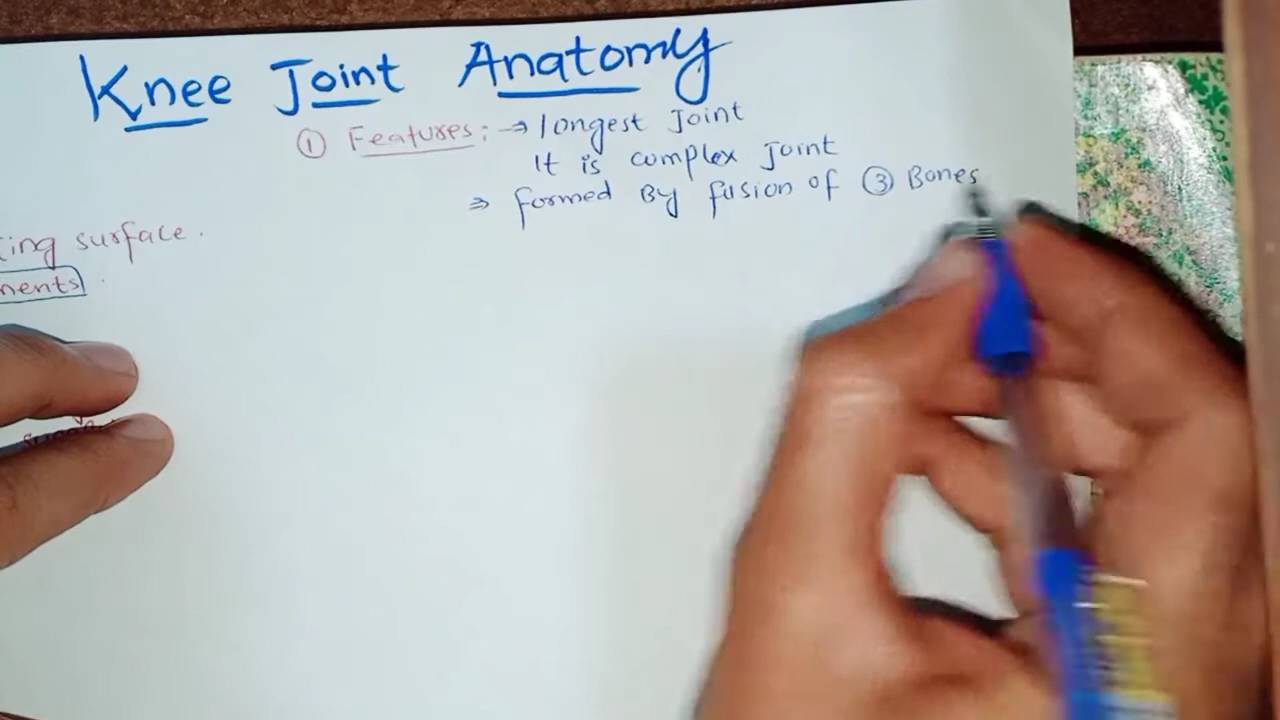 Knee Joint Anatomy
① Features: → longest Joint
It is complex Joint
⇒ formed By fusion of ③ Bones
ing surface.
ments